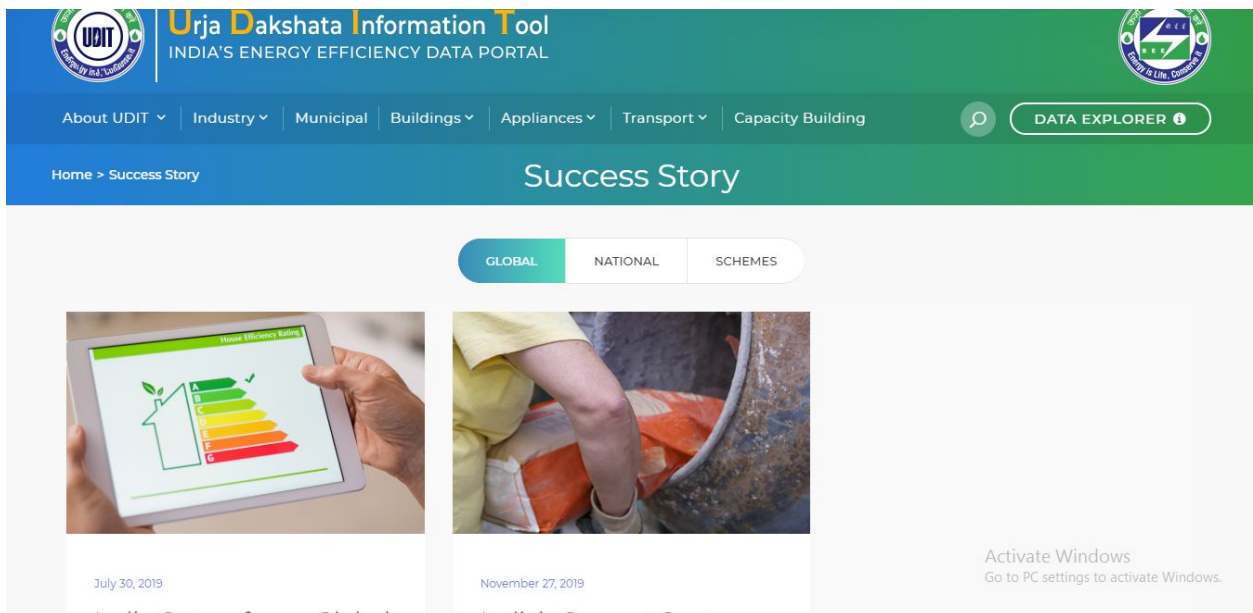 UDIT
Urja Dakshata Information Tool
INDIA'S ENERGY EFFICIENCY DATA PORTAL
About UDIT
Industry
Municipal
Buildings
Appliances
Transport
Capacity Building
DATA EXPLORER
Home > Success Story
Success Story
GLOBAL
NATIONAL
SCHEMES
House Efficiency Rating
A
B
C
D
E
F
G
July 30, 2019
November 27, 2019
Activate Windows
Go to PC settings to activate Windows.